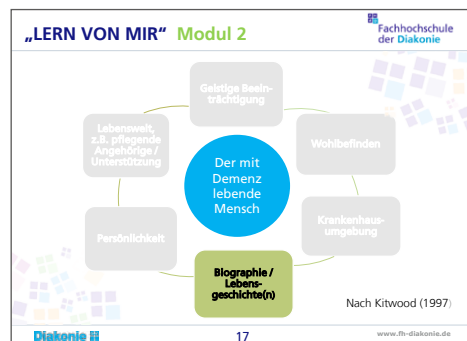 „LERN VON MIR“ Modul 2
Fachhochschule
der Diakonie
Geistige Beein-
trächtigung
Lebenswelt,
z.B. pflegende
Angehörige /
Unterstützung
Wohlbefinden
Der mit
Demenz
lebende
Mensch
Persönlichkeit
Krankenhaus-
umgebung
Biographie /
Lebens-
geschichte(n)
Nach Kitwood (1997)
Diakonie
17
www.fh-diakonie.de